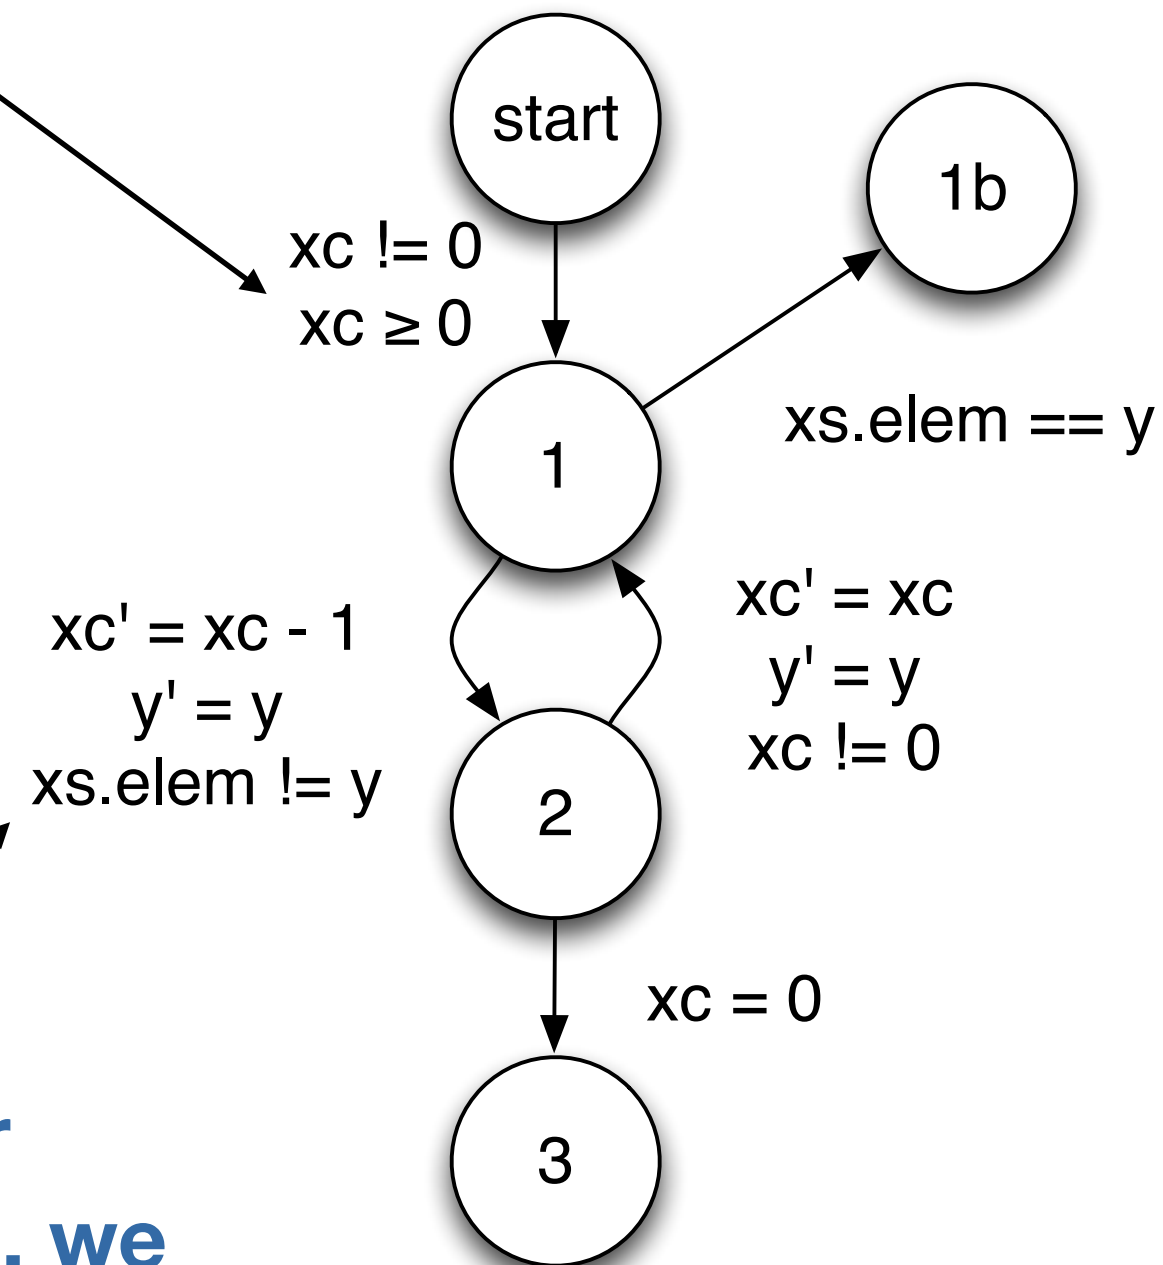 start
1b
xc != 0
xc ≥ 0
xs.elem == y
1
xc' = xc - 1
y' = y
xs.elem != y
xc' = xc
y' = y
xc != 0
2
xc = 0
3
we